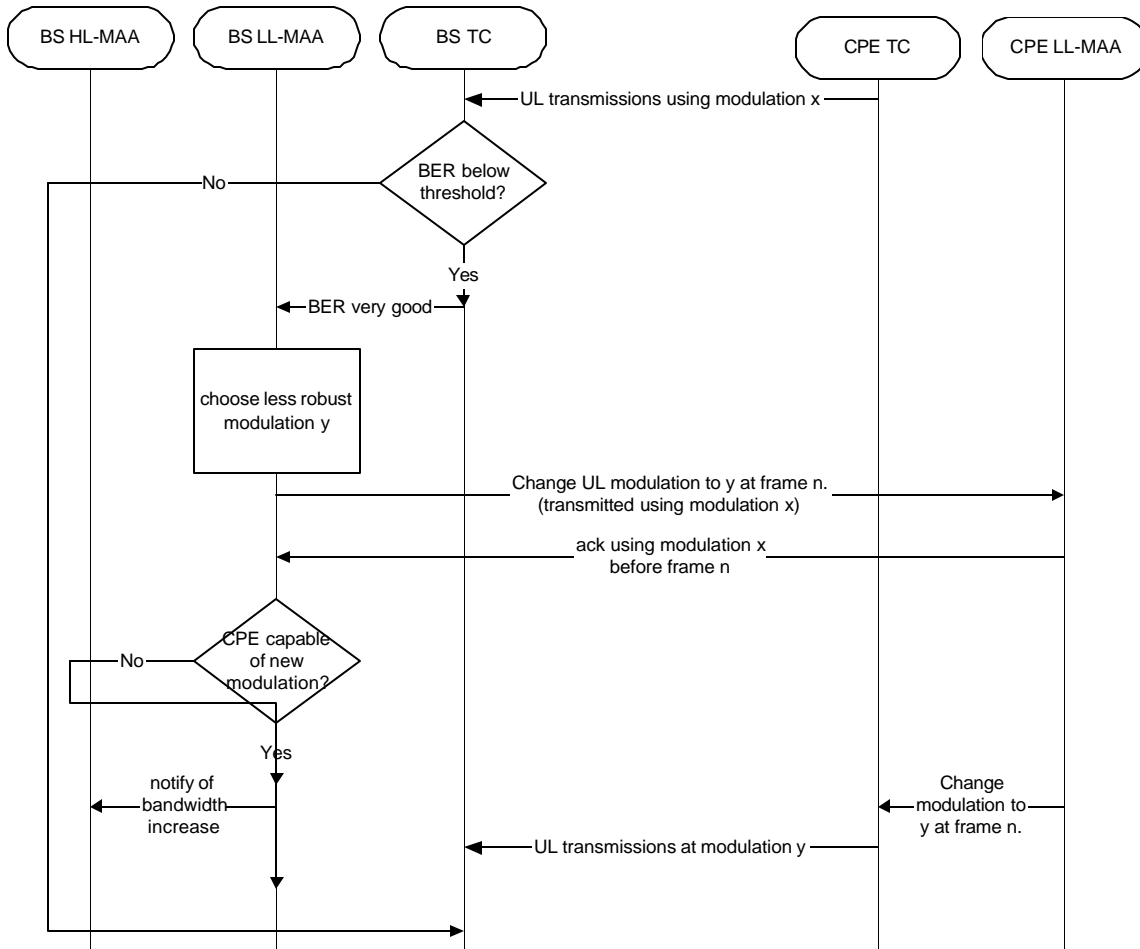 BS HL-MAA
BS LL-MAA
BS TC
CPE TC
CPE LL-MAA
UL transmissions using modulation x
BER below
threshold?
No
Yes
BER very good
choose less robust
modulation y
Change UL modulation to y at frame n.
(transmitted using modulation x)
ack using modulation x
before frame n
CPE capable
of new
modulation?
No
Yes
notify of
bandwidth
increase
Change
modulation to
y at frame n.
UL transmissions at modulation y